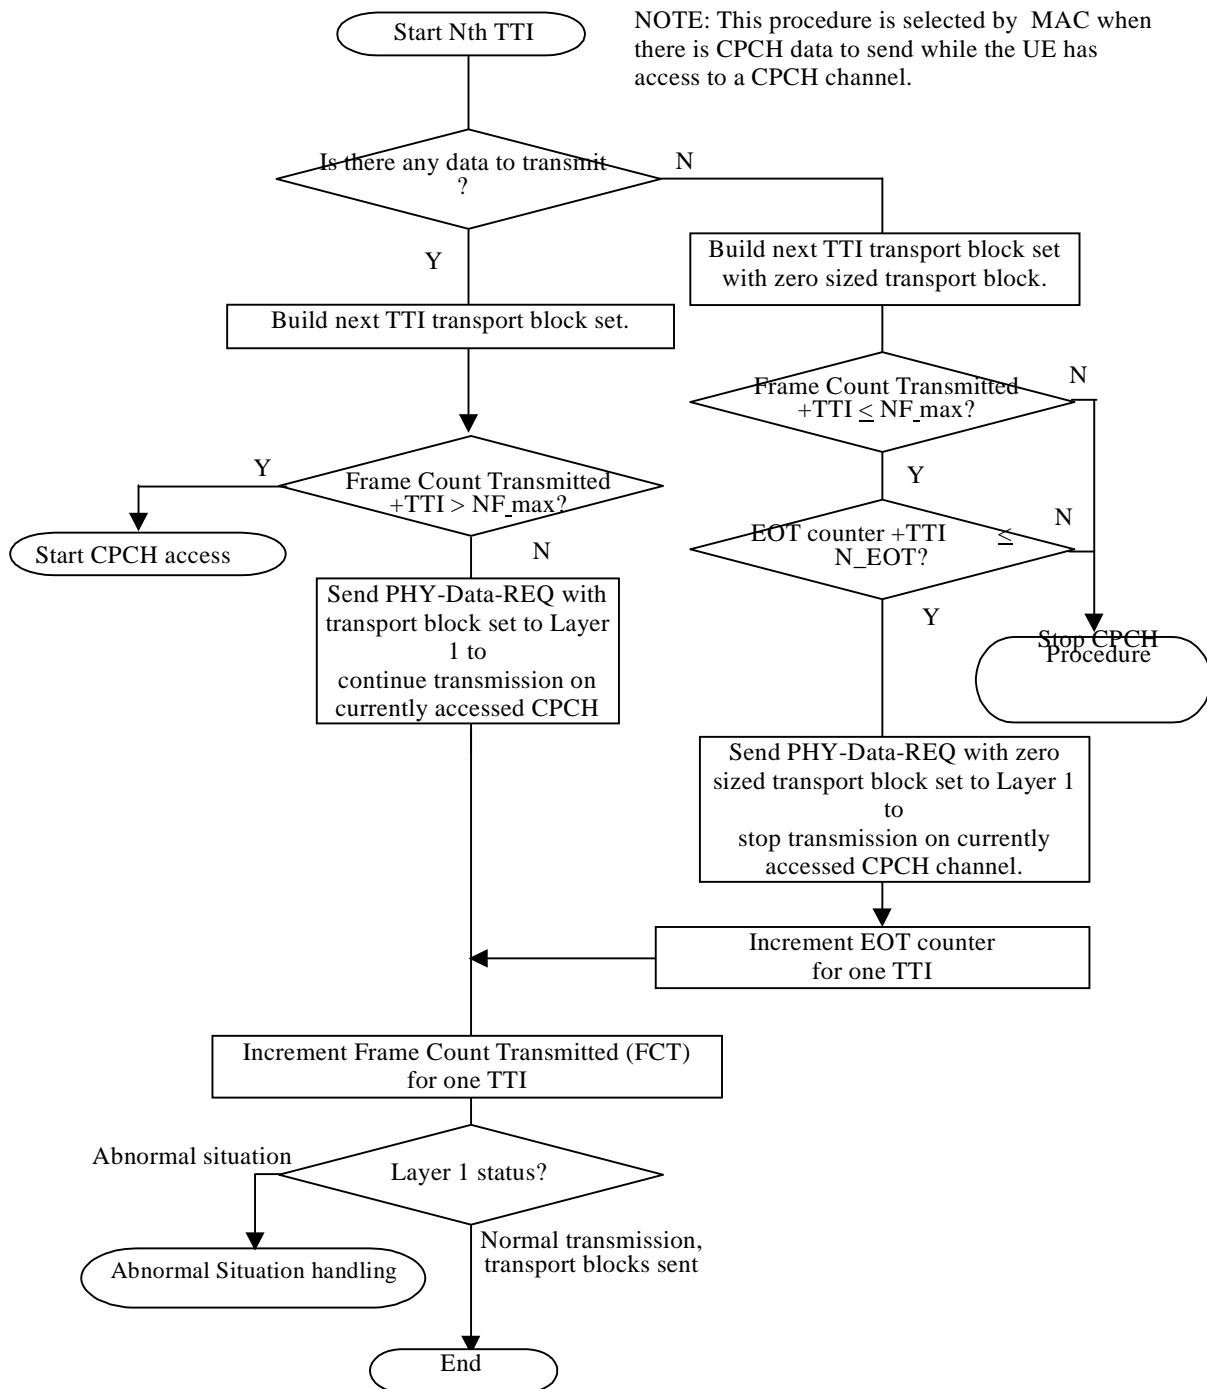 Start Nth TTI
NOTE: This procedure is selected by  MAC when
there is CPCH data to send while the UE has
access to a CPCH channel.
Is there any data to transmit
?
N
Y
Build next TTI transport block set
with zero sized transport block.
Build next TTI transport block set.
Frame Count Transmitted
+TTI ≤ NF_max?
N
Y
Y
Frame Count Transmitted
+TTI > NF_max?
N
EOT counter +TTI ≤
N_EOT?
N
Y
Start CPCH access
Send PHY-Data-REQ with
transport block set to Layer
1 to
continue transmission on
currently accessed CPCH
Stop CPCH
Procedure
Send PHY-Data-REQ with zero
sized transport block set to Layer 1
to
stop transmission on currently
accessed CPCH channel.
Increment EOT counter
for one TTI
Increment Frame Count Transmitted (FCT)
for one TTI
Abnormal situation
Layer 1 status?
Normal transmission,
transport blocks sent
Abnormal Situation handling
End